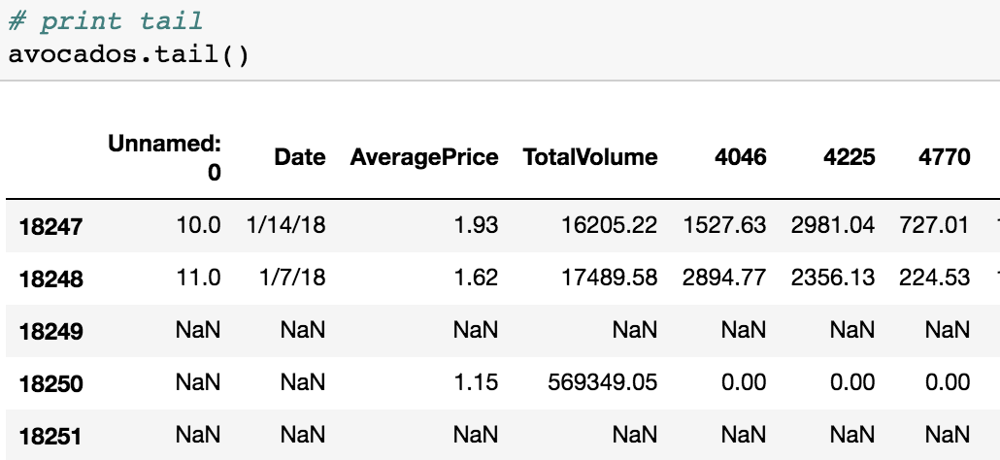 # print tail
avocados.tail()
Unnamed: 0 Date AveragePrice TotalVolume 4046 4225 4770
18247 10.0 1/14/18 1.93 16205.22 1527.63 2981.04 727.01
18248 11.0 1/7/18 1.62 17489.58 2894.77 2356.13 224.53
18249 NaN NaN NaN NaN NaN NaN NaN
18250 NaN NaN 1.15 569349.05 0.00 0.00 0.00
18251 NaN NaN NaN NaN NaN NaN NaN